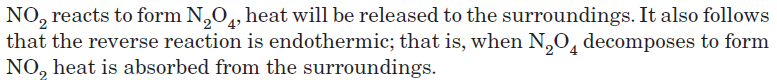 NO₂ reacts to form N₂O₄, heat will be released to the surroundings. It also follows
that the reverse reaction is endothermic; that is, when N₂O₄ decomposes to form
NO₂ heat is absorbed from the surroundings.